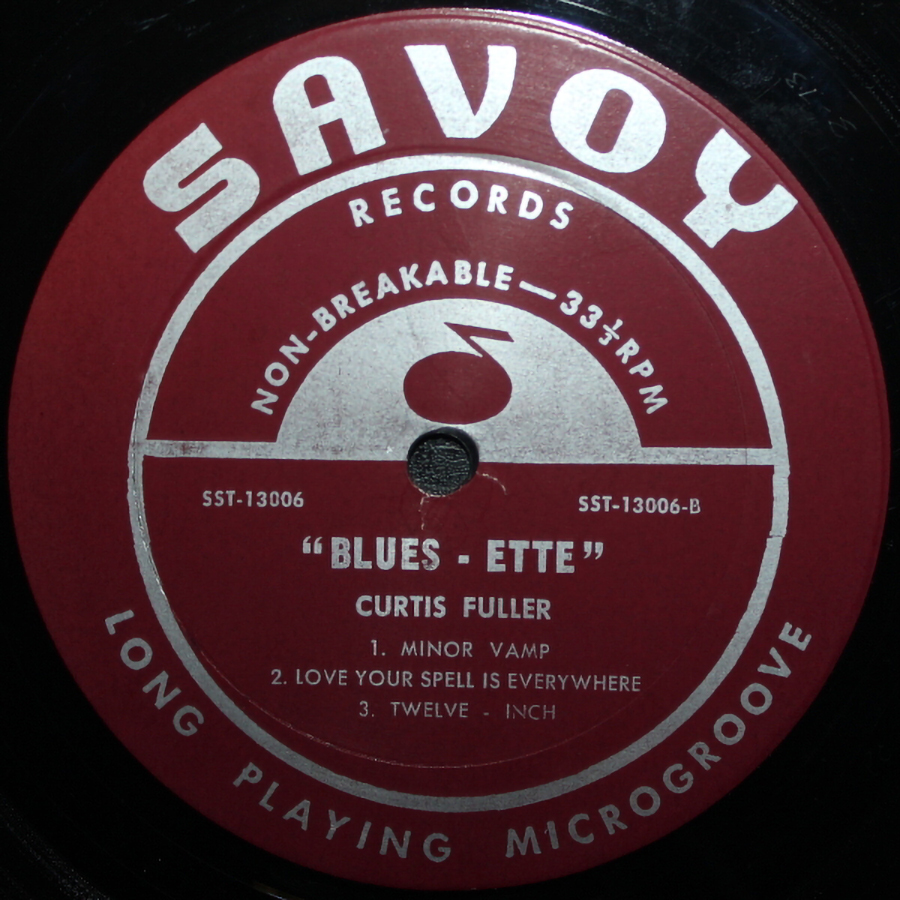 SAVOY
RECORDS
NON-BREAKABLE—33⅓RPM
SST-13006
SST-13006-B
“BLUES - ETTE”
CURTIS FULLER
1. MINOR VAMP
2. LOVE YOUR SPELL IS EVERYWHERE
3. TWELVE - INCH
LONG PLAYING MICROGROOVE